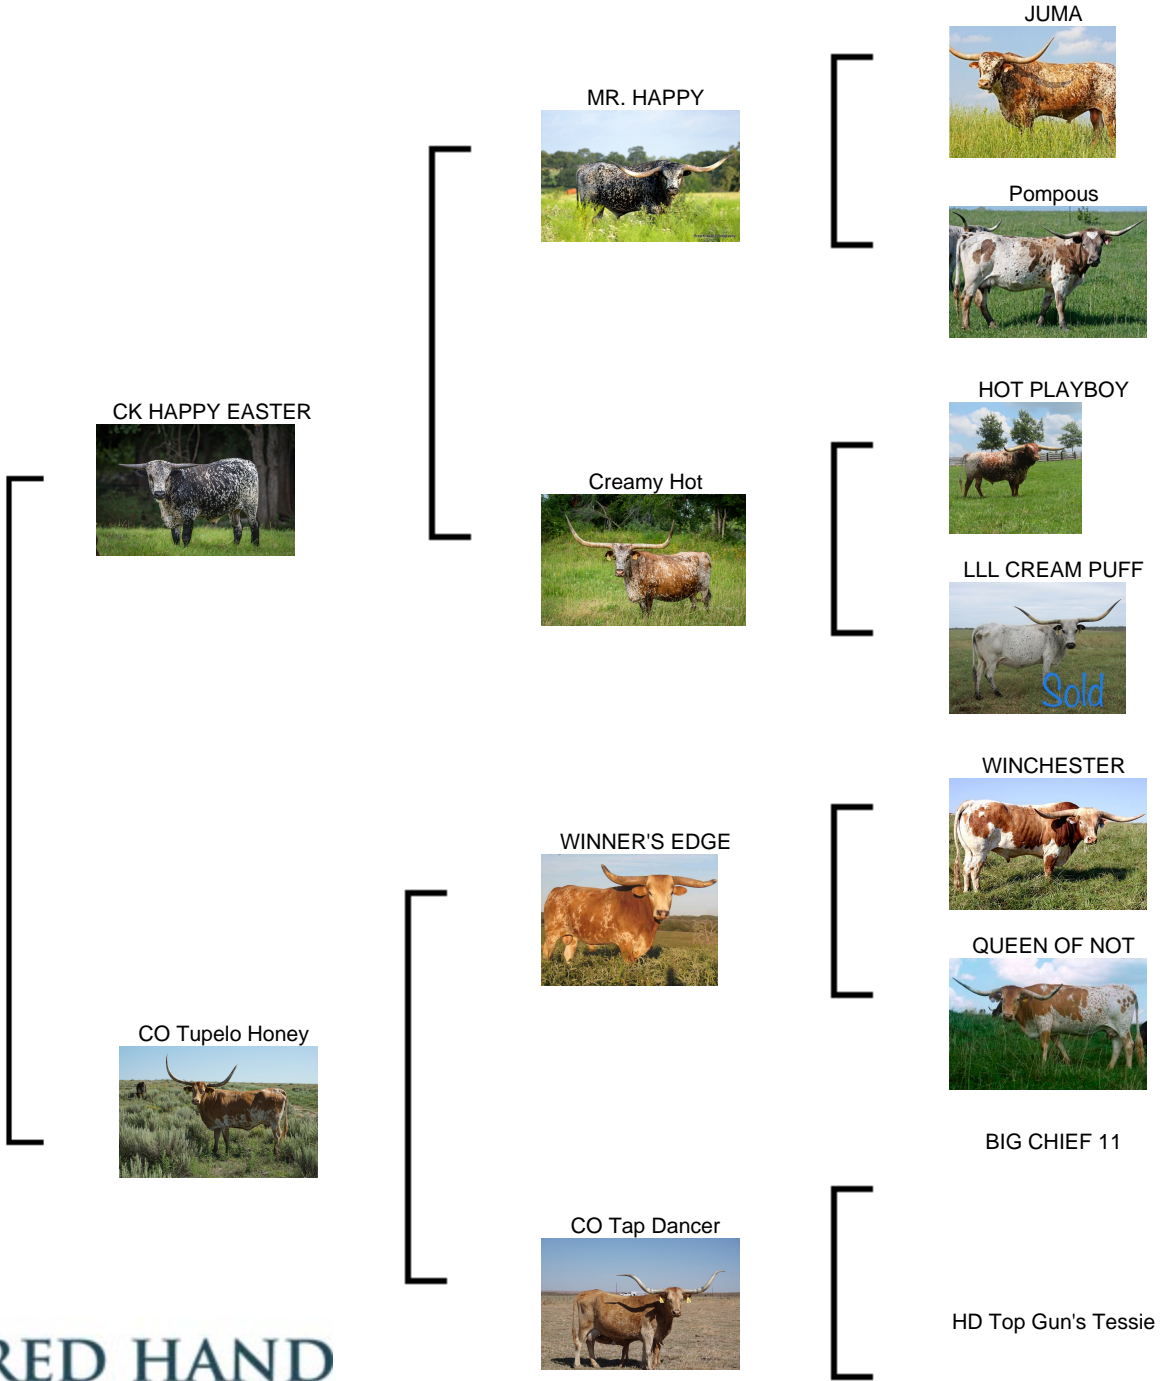 JUMA
MR. HAPPY
Pompous
HOT PLAYBOY
CK HAPPY EASTER
Creamy Hot
LLL CREAM PUFF
Sold
WINCHESTER
WINNER'S EDGE
QUEEN OF NOT
CO Tupelo Honey
BIG CHIEF 11
CO Tap Dancer
HD Top Gun's Tessie
RED HAND